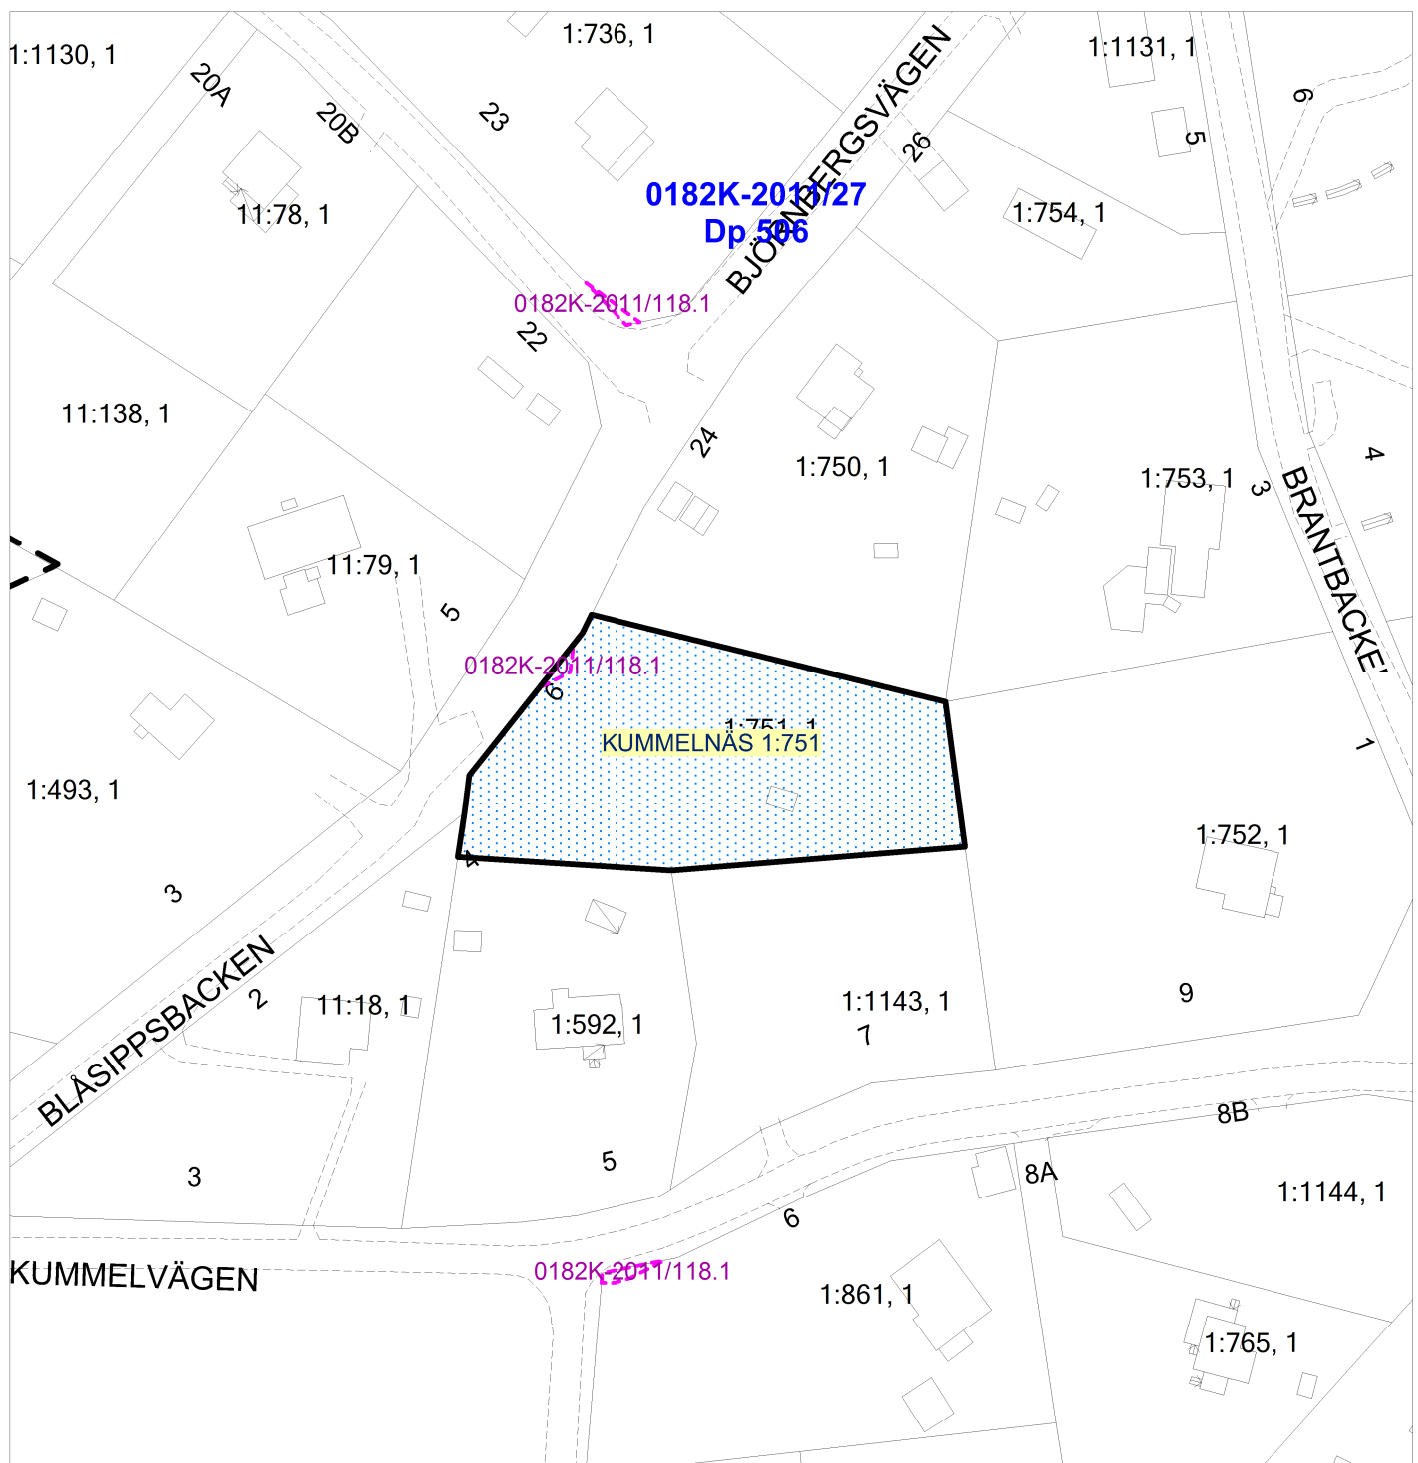 1:1130, 1
1:736, 1
1:1131, 1
20A
20B
23
BJÖRNBERGSVÄGEN
26
5
6
0182K-2011/27
Dp 506
11:78, 1
1:754, 1
0182K-2011/118.1
22
11:138, 1
24
1:750, 1
1:753, 1
3
4
BRANTBACKE'
11:79, 1
5
0182K-2011/118.1
6
1:751, 1
KUMMELNÄS 1:751
1
1:493, 1
1:752, 1
4
3
BLÅSIPPSBACKEN
2
11:18, 1
1:592, 1
1:1143, 1
7
9
8B
3
5
8A
1:1144, 1
6
KUMMELVÄGEN
0182K-2011/118.1
1:861, 1
1:765, 1